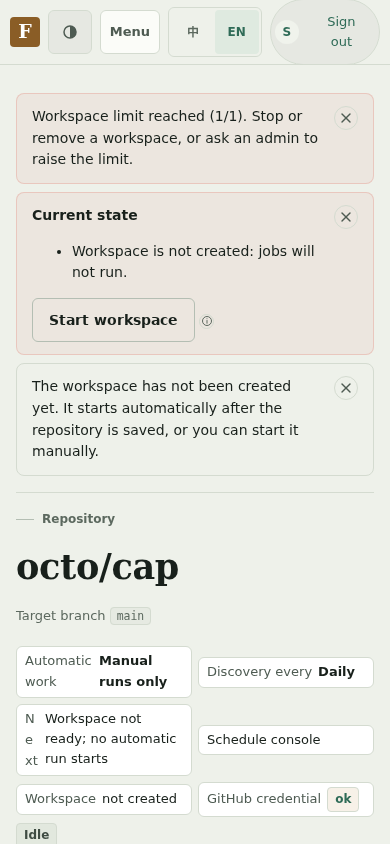 F Menu 中 EN S Sign
out
Workspace limit reached (1/1). Stop or
remove a workspace, or ask an admin to
raise the limit.
Current state
• Workspace is not created: jobs will
not run.
Start workspace
The workspace has not been created
yet. It starts automatically after the
repository is saved, or you can start it
manually.
Repository
octo/cap
Target branch main
Automatic
work
Manual
runs only
Discovery every Daily
N
e
xt
Workspace not
ready; no automatic
run starts
Schedule console
Workspace not created
GitHub credential ok
Idle